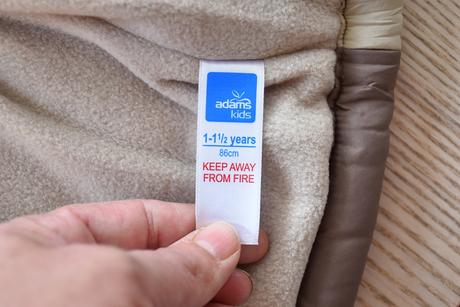 adams
kids
1-1½ years
86cm
KEEP AWAY
FROM FIRE